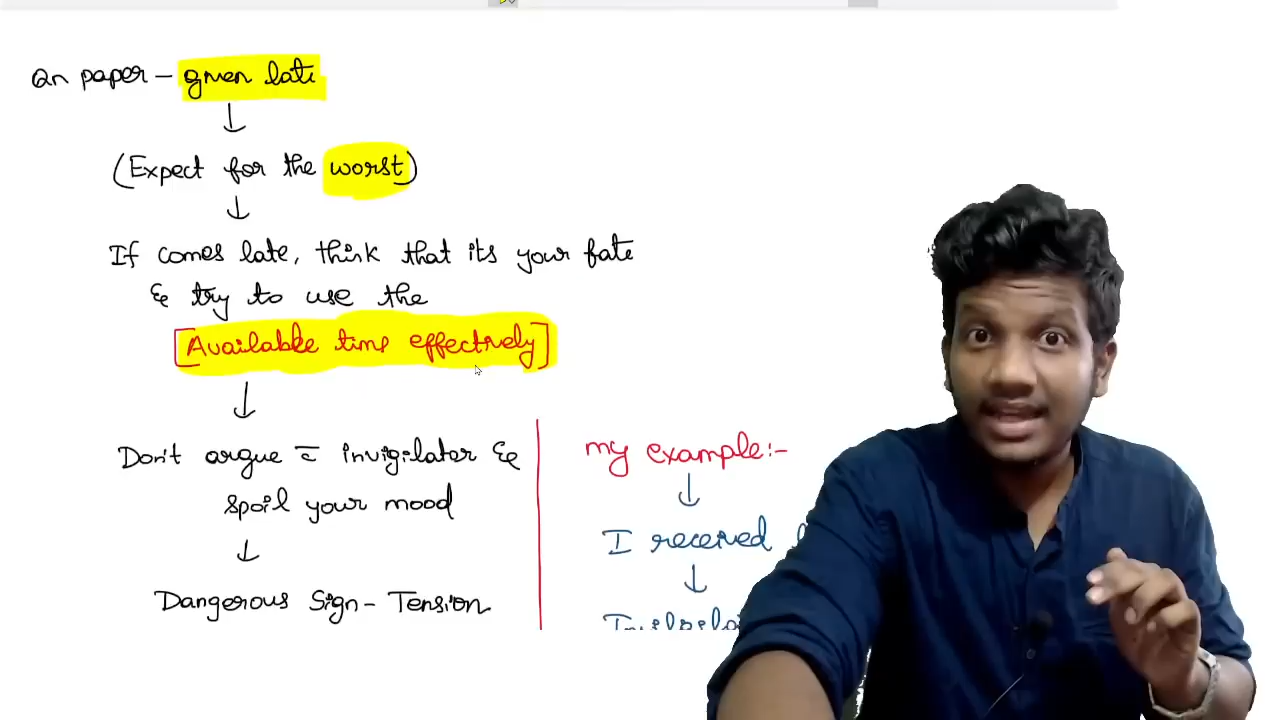 Qn paper - given late
(Expect for the worst)
If comes late, think that its your fate
& try to use the
[Available time effectively]
Don't argue = invigilater &
spoil your mood
Dangerous Sign - Tension
my example:-
I received